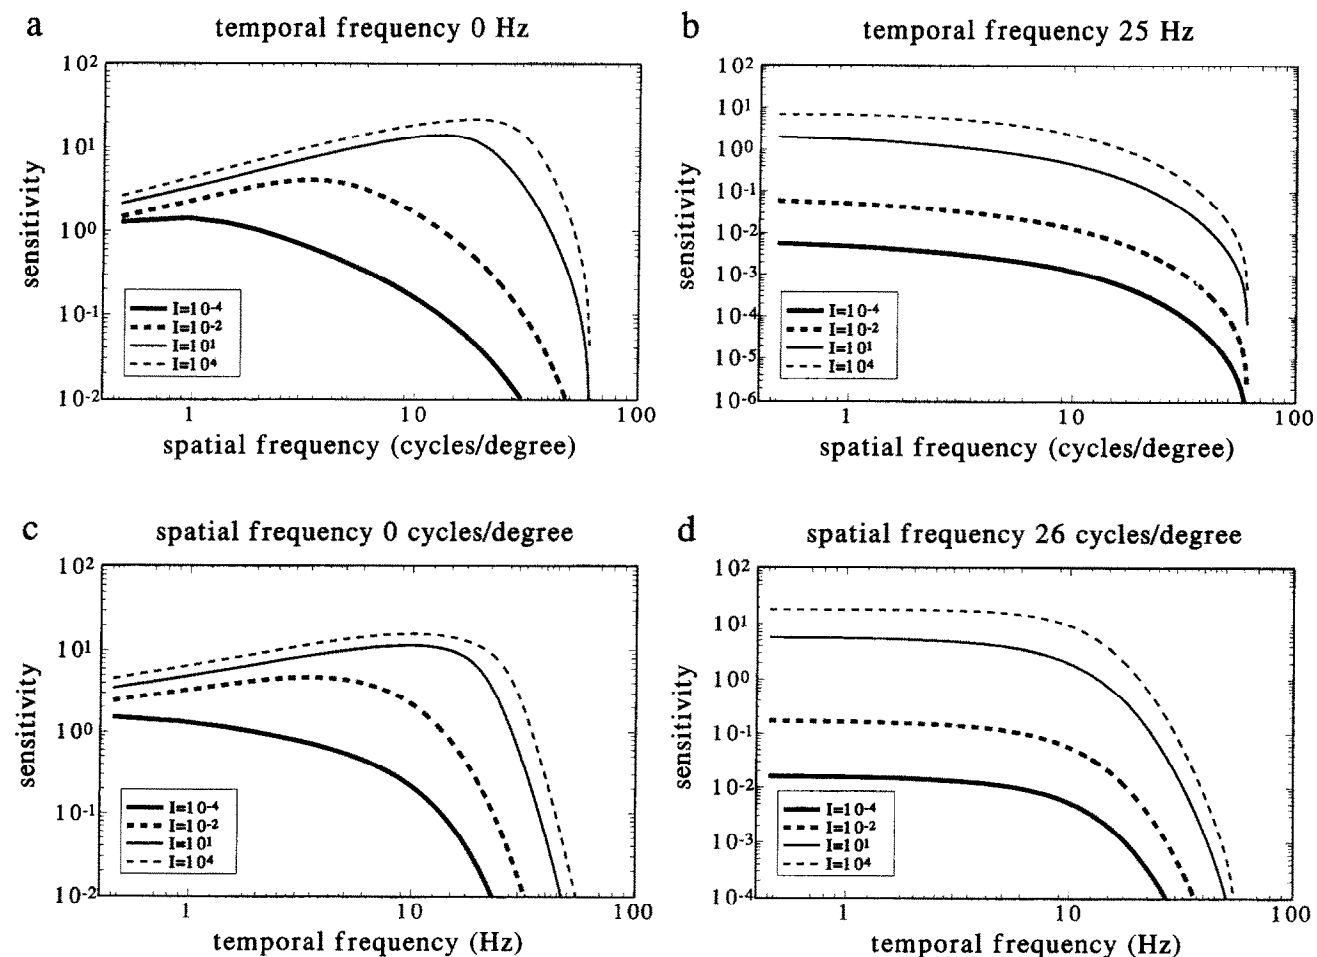 a
temporal frequency 0 Hz
10²
10¹
10⁰
10⁻¹
10⁻²
sensitivity
I=10⁻⁴
I=10⁻²
I=10¹
I=10⁴
1
10
100
spatial frequency (cycles/degree)
b
temporal frequency 25 Hz
10²
10¹
10⁰
10⁻¹
10⁻²
10⁻³
10⁻⁴
10⁻⁵
10⁻⁶
sensitivity
I=10⁻⁴
I=10⁻²
I=10¹
I=10⁴
1
10
100
spatial frequency (cycles/degree)
c
spatial frequency 0 cycles/degree
10²
10¹
10⁰
10⁻¹
10⁻²
sensitivity
I=10⁻⁴
I=10⁻²
I=10¹
I=10⁴
1
10
100
temporal frequency (Hz)
d
spatial frequency 26 cycles/degree
10²
10¹
10⁰
10⁻¹
10⁻²
10⁻³
10⁻⁴
sensitivity
I=10⁻⁴
I=10⁻²
I=10¹
I=10⁴
1
10
100
temporal frequency (Hz)